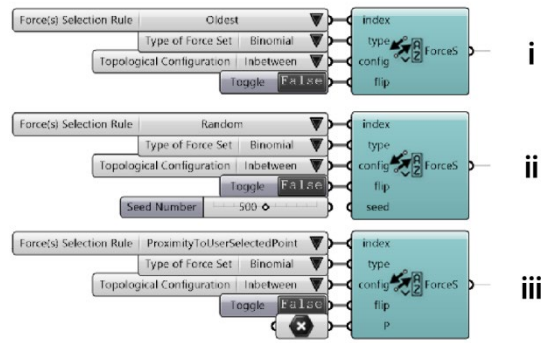 Force(s) Selection Rule Oldest index
Type of Force Set Binomial type
Topological Configuration Inbetween config A Z ForceS i
Toggle False flip
Force(s) Selection Rule Random index
Type of Force Set Binomial type
Topological Configuration Inbetween config A Z ForceS ii
Toggle False flip
Seed Number 500 seed
Force(s) Selection Rule ProximityToUserSelectedPoint index
Type of Force Set Binomial type
Topological Configuration Inbetween config A Z ForceS iii
Toggle False flip
P